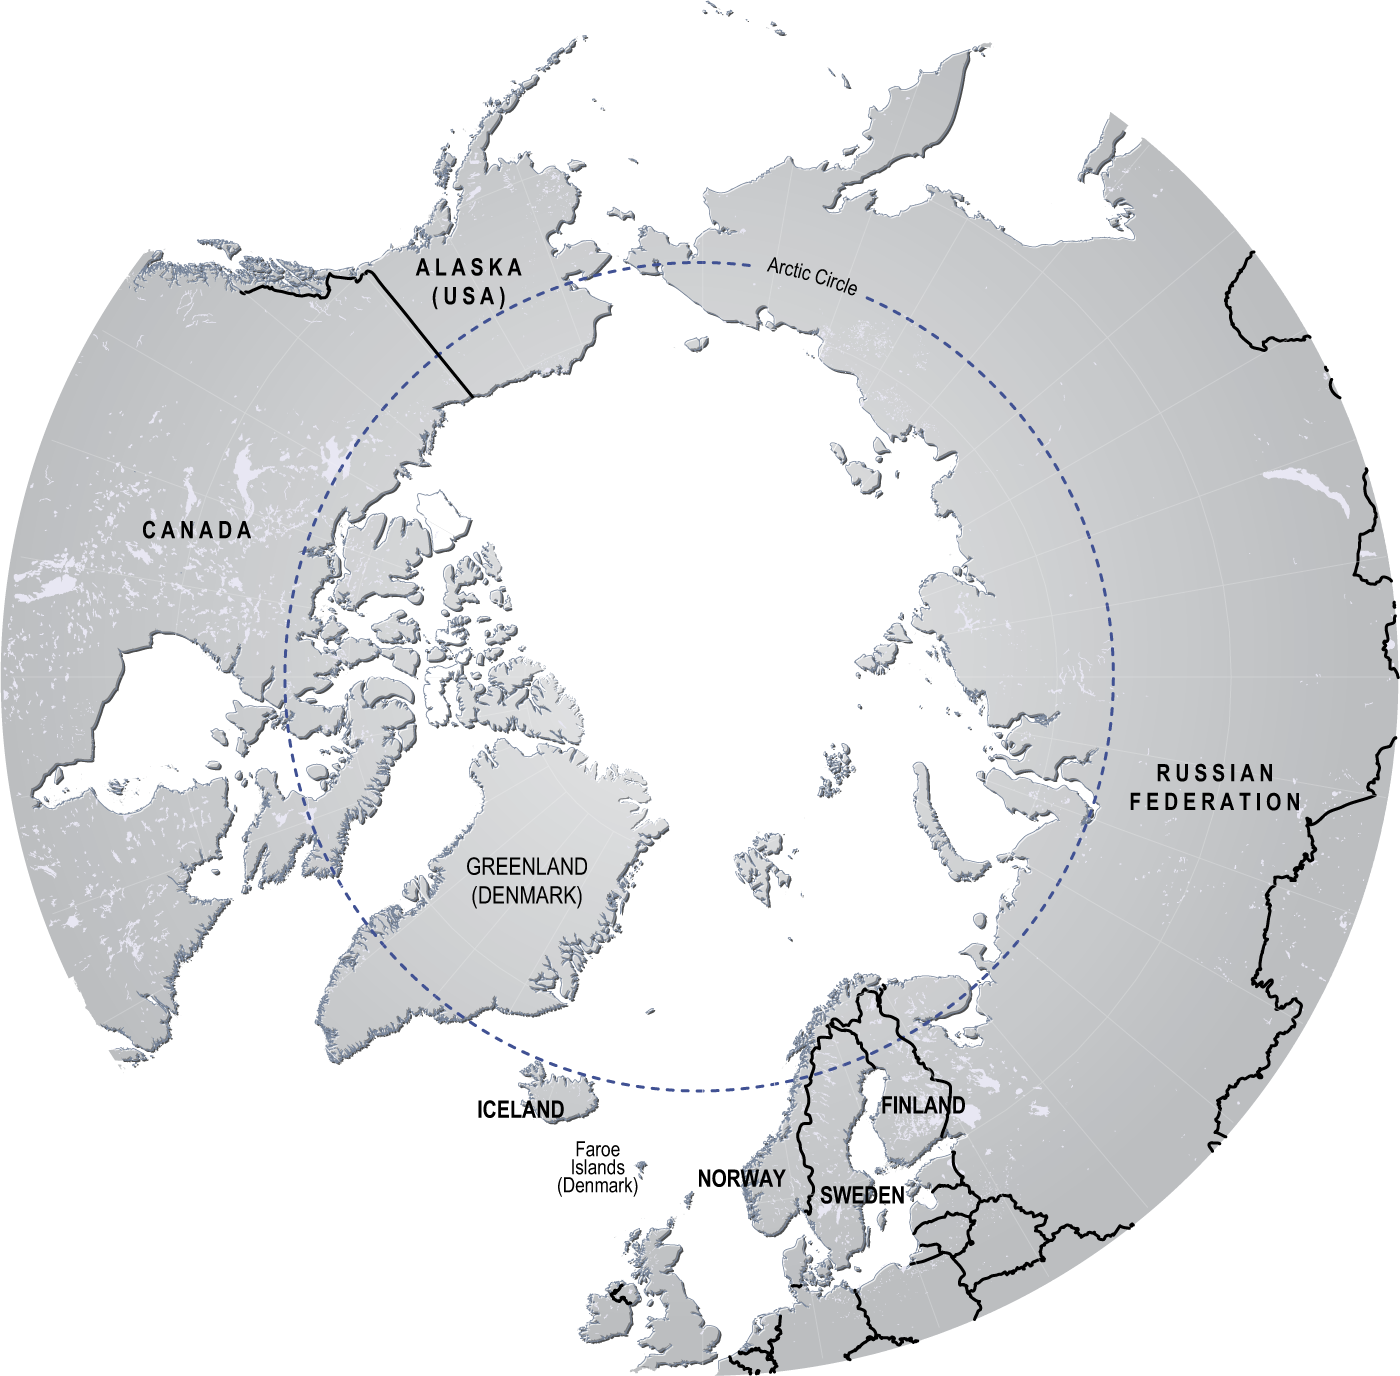 ALASKA
(USA)
Arctic Circle
CANADA
RUSSIAN
FEDERATION
GREENLAND
(DENMARK)
ICELAND
FINLAND
Faroe
Islands
(Denmark)
NORWAY
SWEDEN